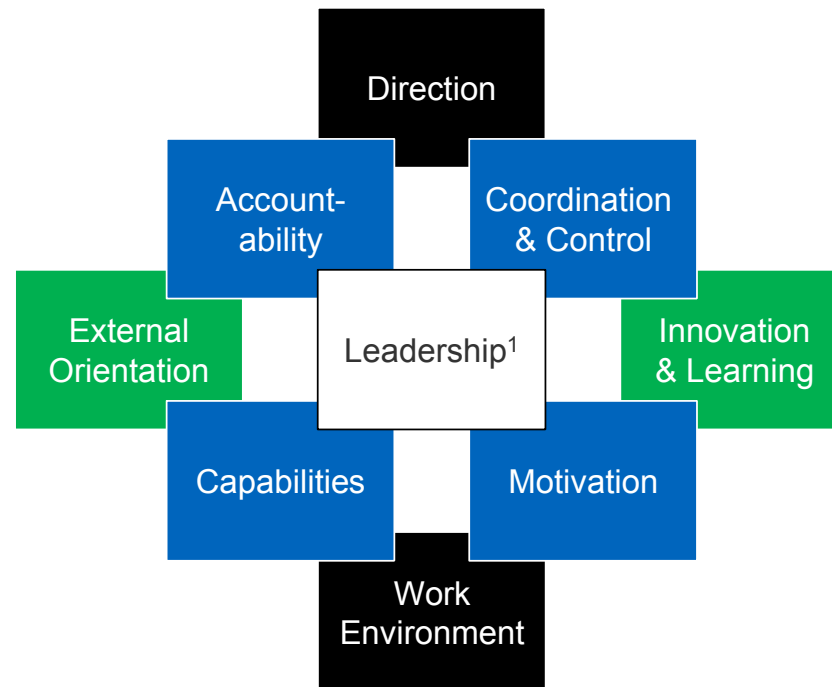 Direction
Account-
ability
Coordination
& Control
External
Orientation
Leadership¹
Innovation
& Learning
Capabilities
Motivation
Work
Environment